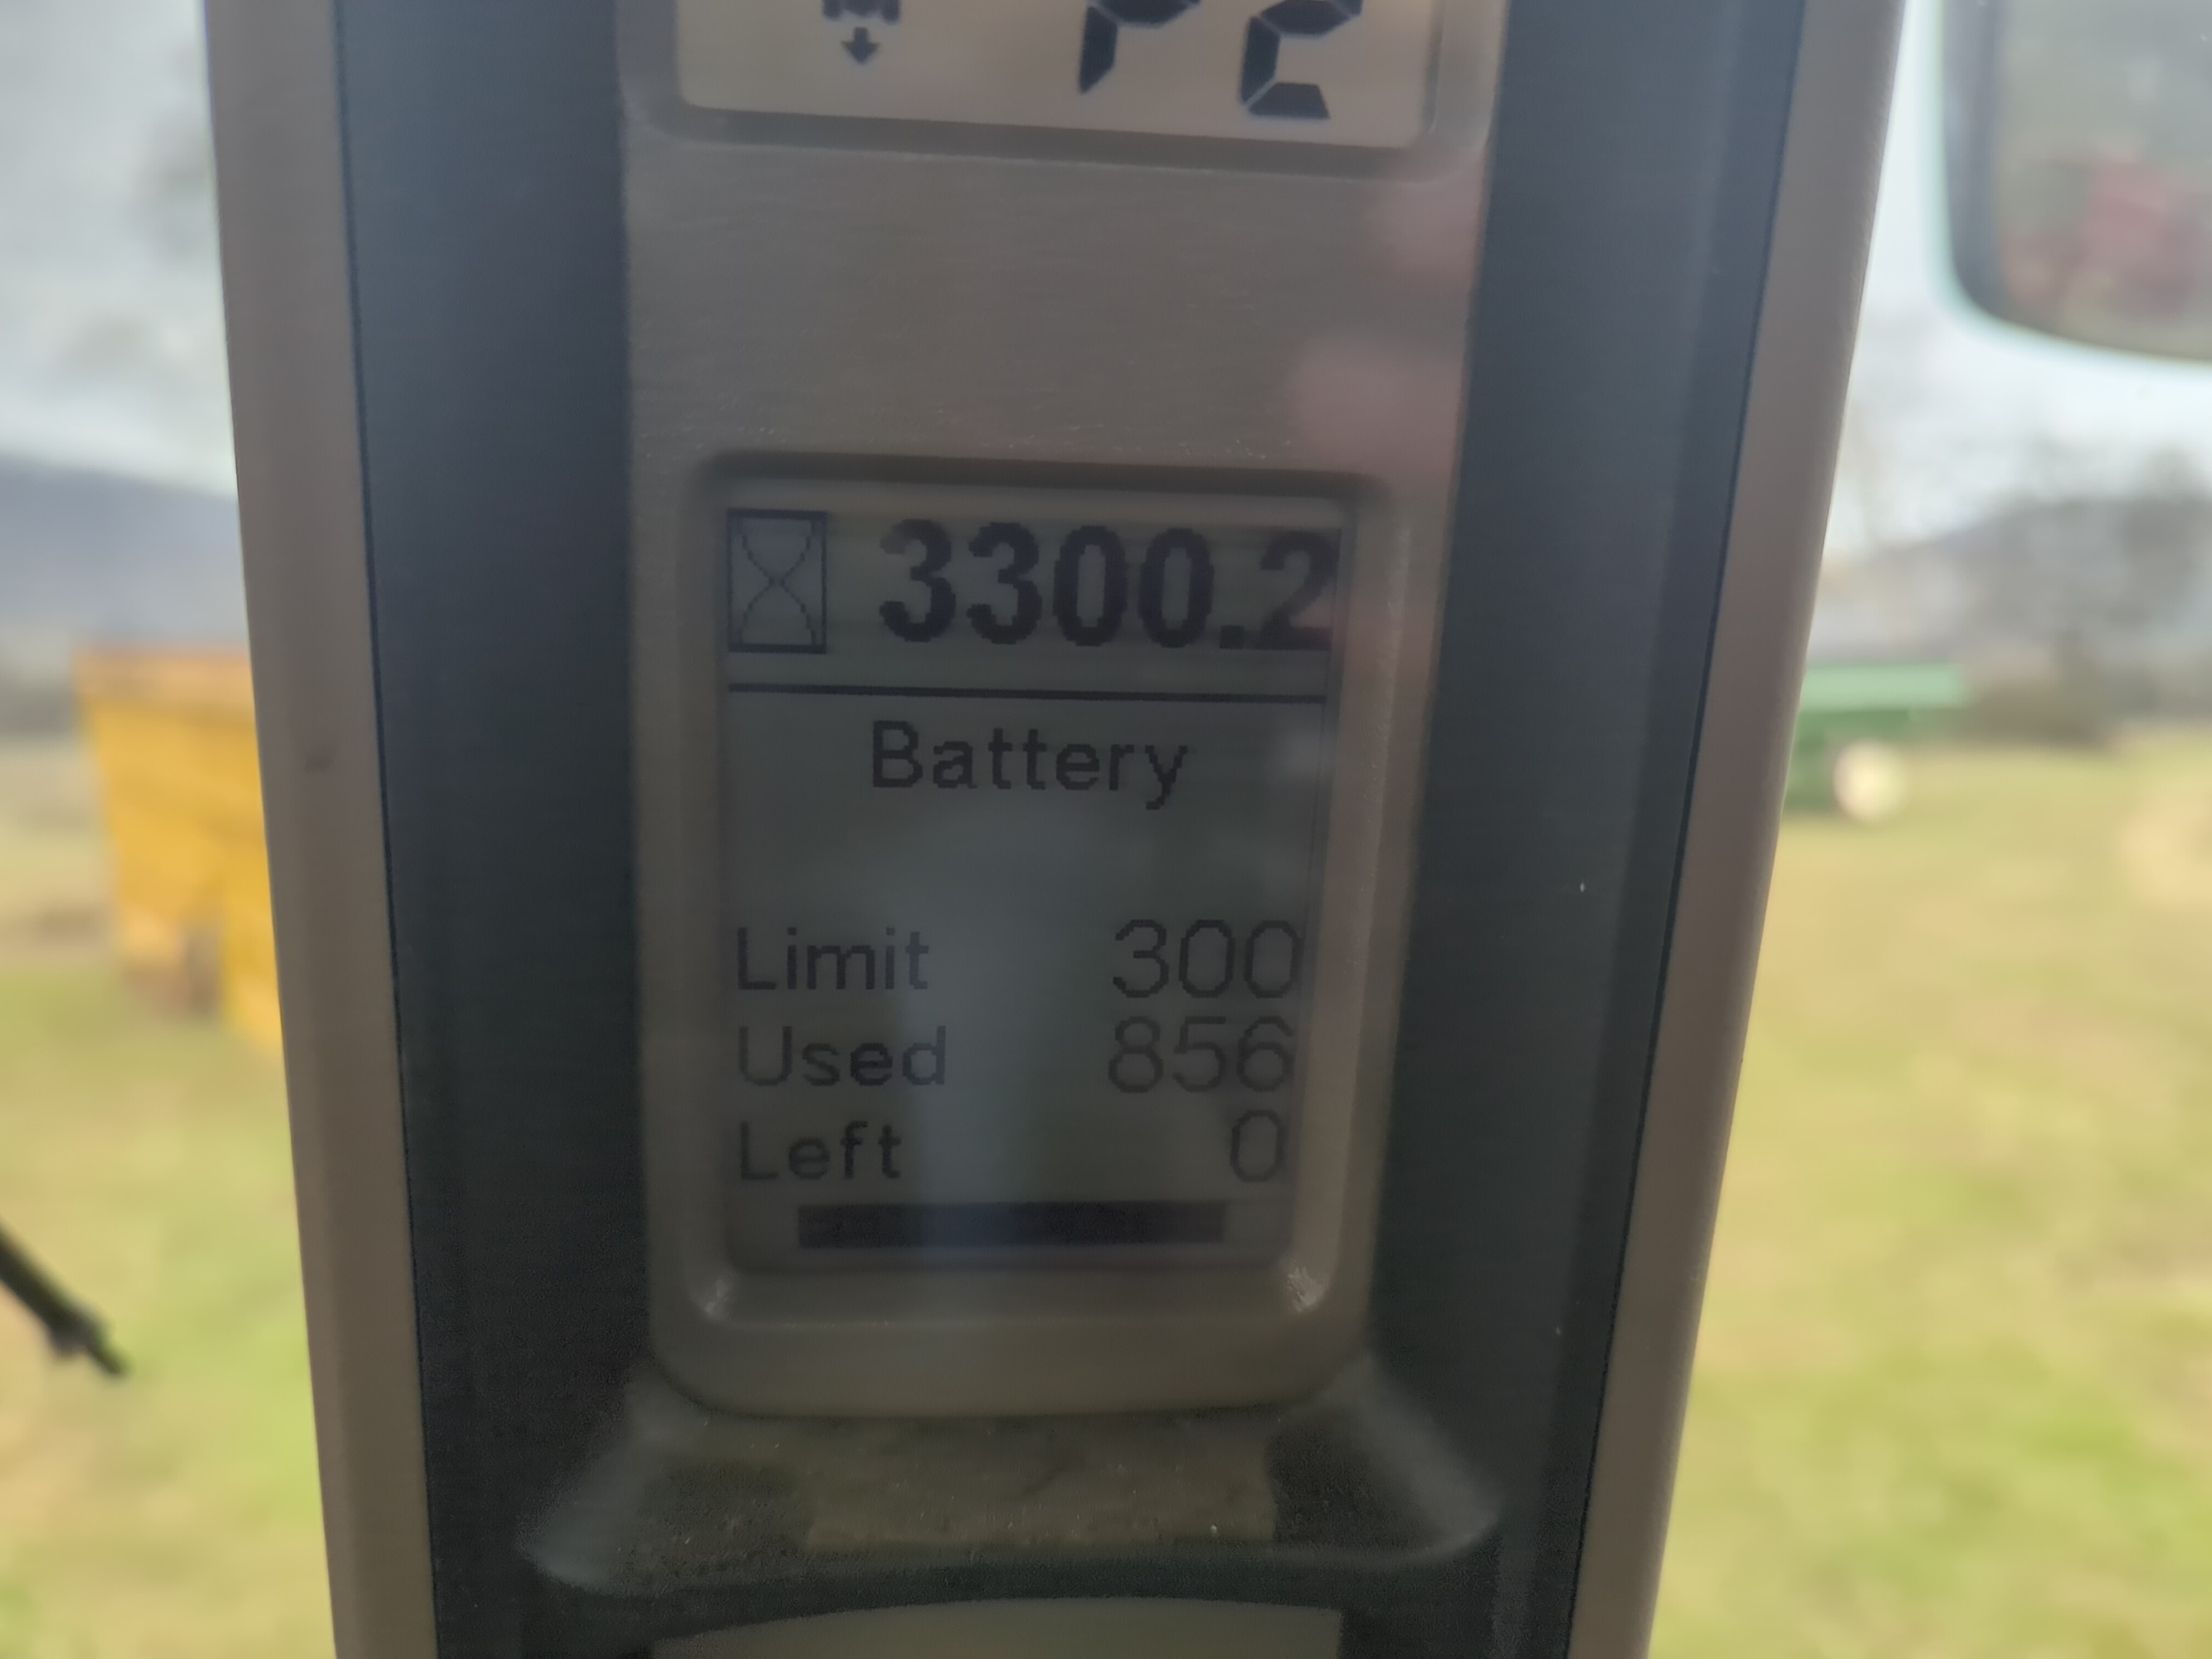 P2
3300.2
Battery
Limit 300
Used 856
Left 0